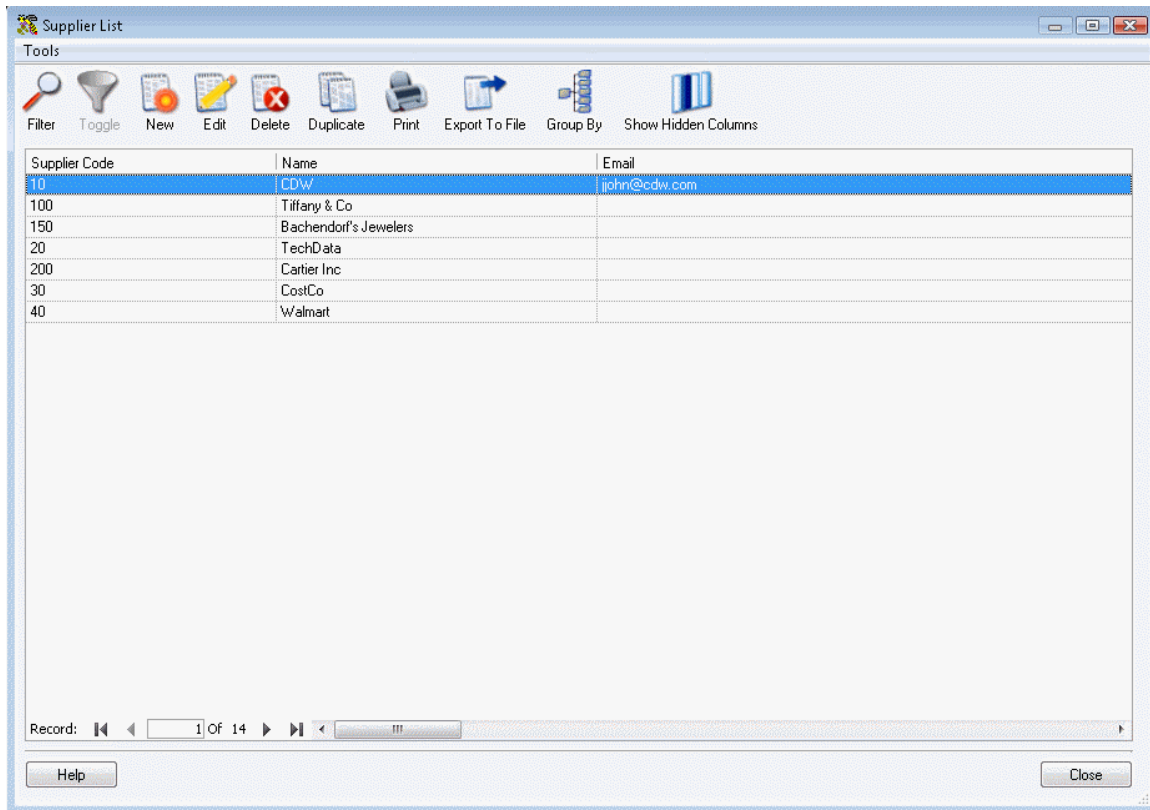 Supplier List
Tools
Filter Toggle New Edit Delete Duplicate Print Export To File Group By Show Hidden Columns
Supplier Code Name Email
10 CDW jjohn@cdw.com
100 Tiffany & Co
150 Bachendorf's Jewelers
20 TechData
200 Cartier Inc
30 CostCo
40 Walmart
Record: 1 Of 14
Help Close